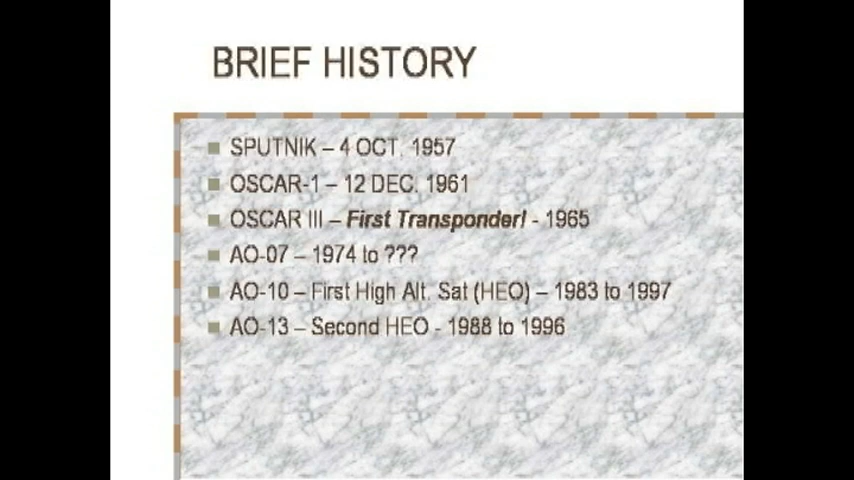 BRIEF HISTORY
SPUTNIK – 4 OCT. 1957
OSCAR-1 – 12 DEC. 1961
OSCAR III – First Transponder! - 1965
AO-07 – 1974 to ???
AO-10 – First High Alt. Sat (HEO) – 1983 to 1997
AO-13 – Second HEO - 1988 to 1996